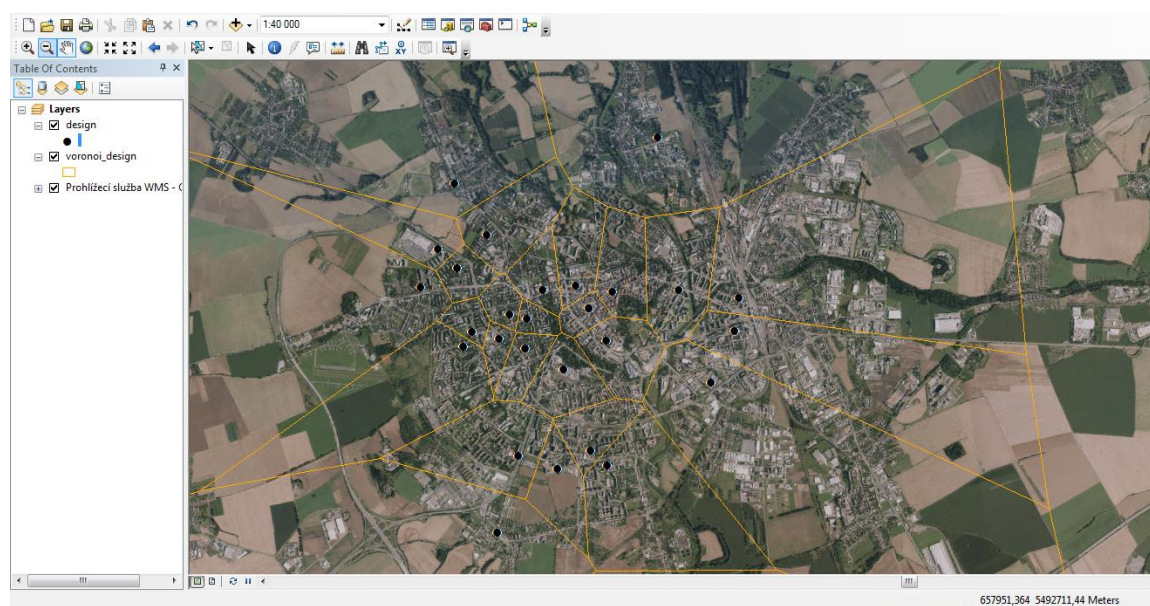 1:40 000
Table Of Contents
Layers
design
voronoi_design
Prohlížecí služba WMS - 
657951,364 5492711,44 Meters